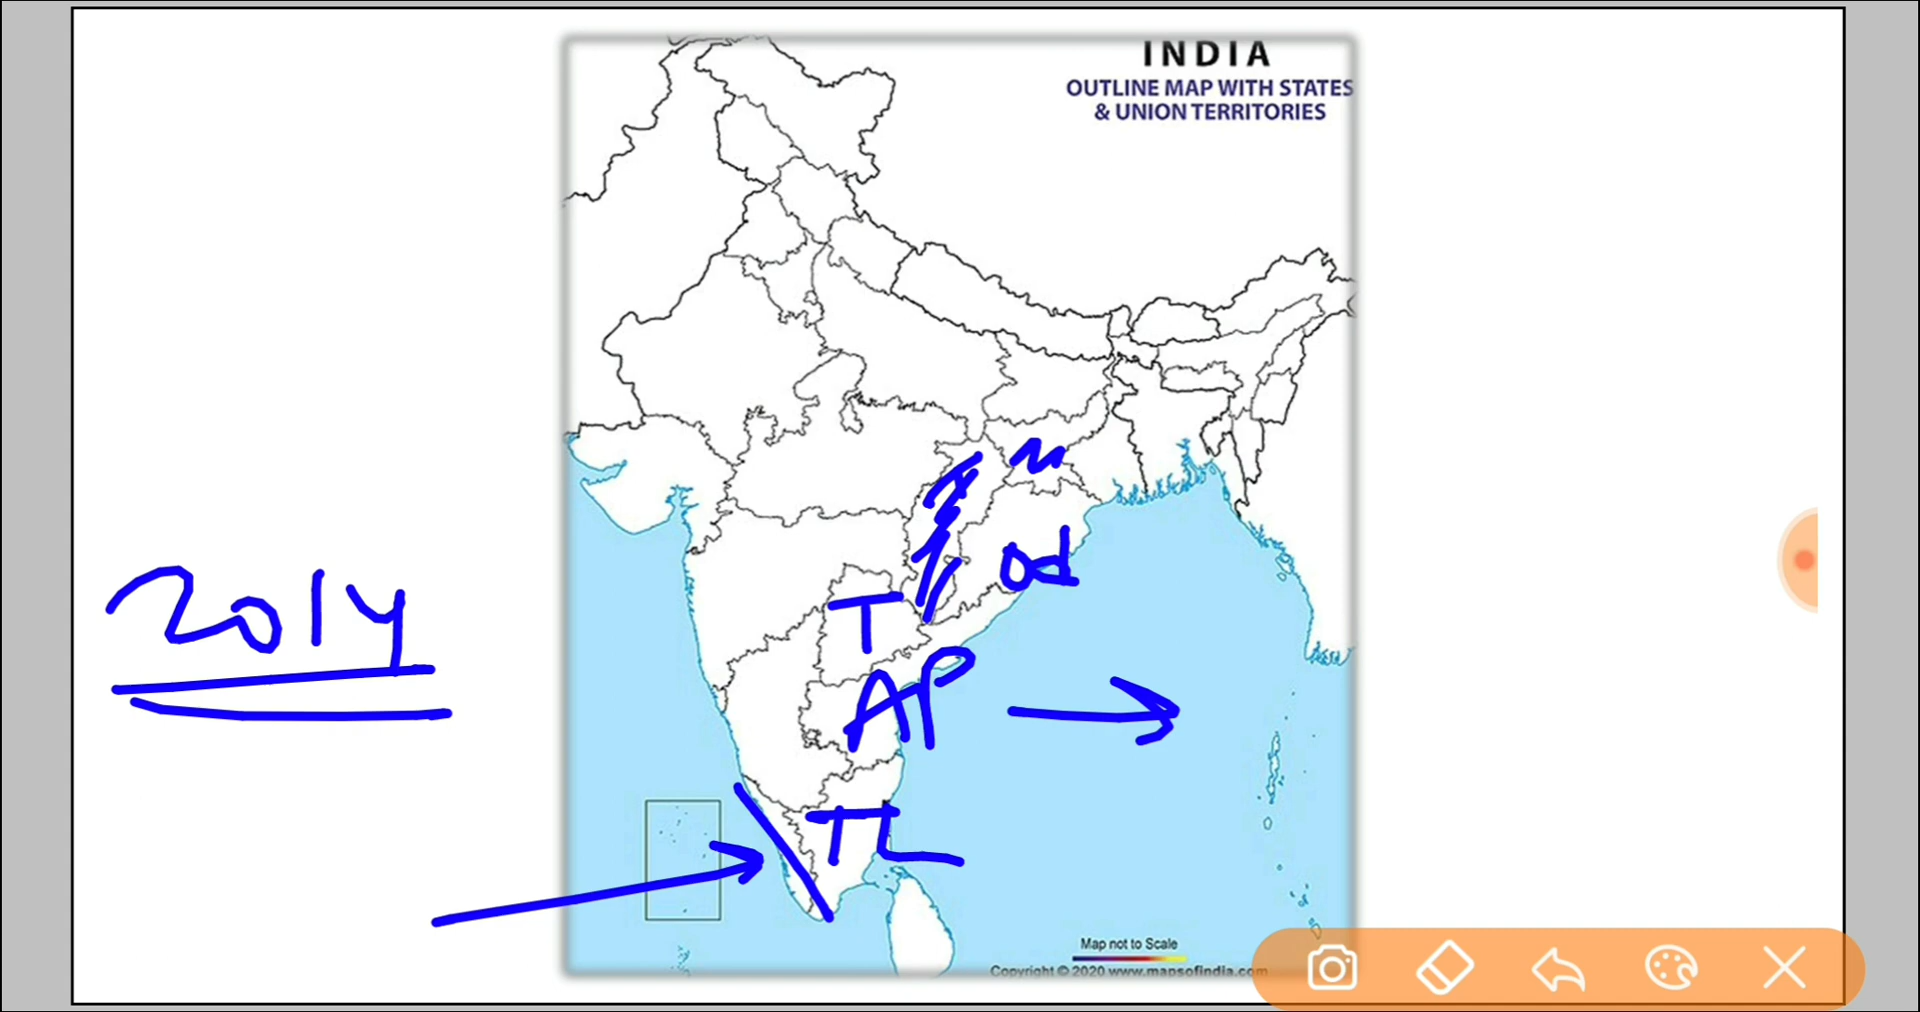 INDIA
OUTLINE MAP WITH STATES
& UNION TERRITORIES
Od
2014
T
AP
TL
Map not to Scale
Copyright © 2020 www.mapsofindia.com